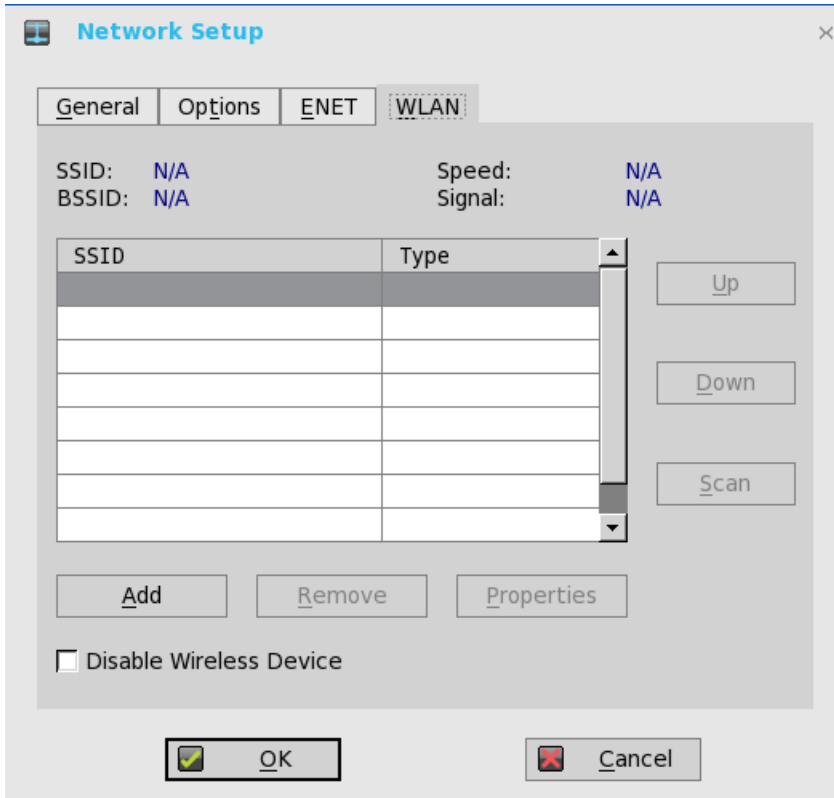 Network Setup
General Options ENET WLAN
SSID: N/A Speed: N/A
BSSID: N/A Signal: N/A
SSID Type
Up
Down
Scan
Add Remove Properties
Disable Wireless Device
OK Cancel